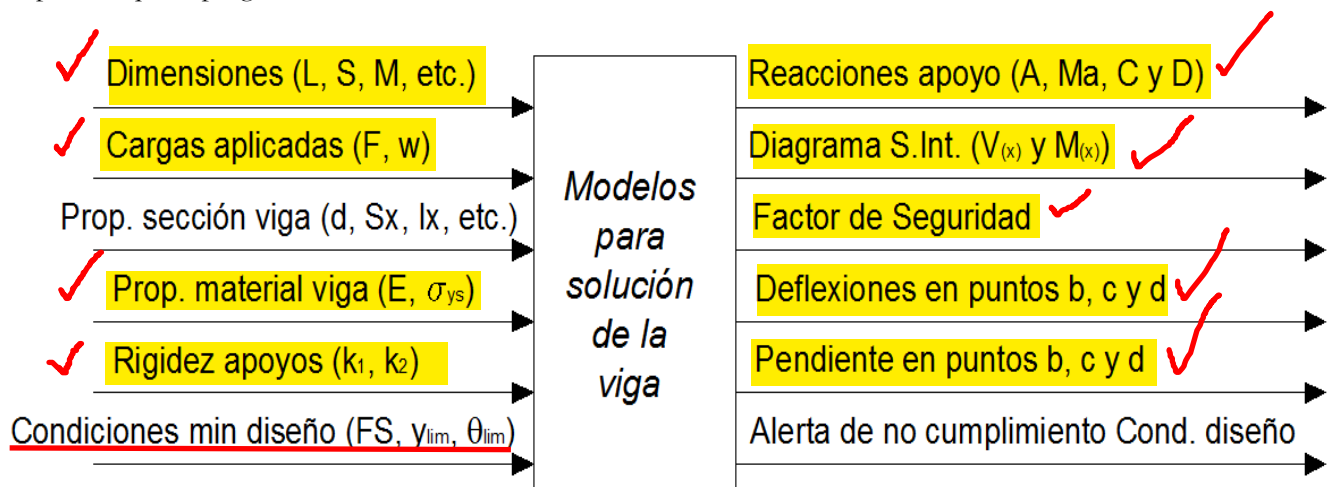 Dimensiones (L, S, M, etc.)
Cargas aplicadas (F, w)
Prop. sección viga (d, Sx, Ix, etc.)
Prop. material viga (E, σys)
Rigidez apoyos (k1, k2)
Condiciones min diseño (FS, ylim, θlim)
Modelos
para
solución
de la
viga
Reacciones apoyo (A, Ma, C y D)
Diagrama S.Int. (V(x) y M(x))
Factor de Seguridad
Deflexiones en puntos b, c y d
Pendiente en puntos b, c y d
Alerta de no cumplimiento Cond. diseño